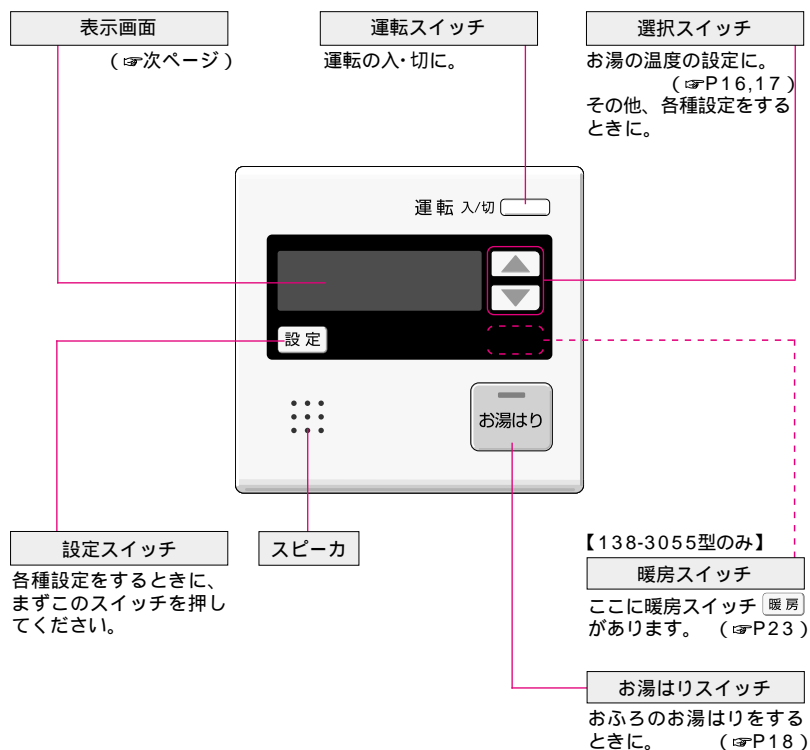 表示画面
(☞次ページ)
運転スイッチ
運転の入・切に。
選択スイッチ
お湯の温度の設定に。
(☞P16,17)
その他、各種設定をする
ときに。
運転 入/切
設定
お湯はり
設定スイッチ
各種設定をするときに、
まずこのスイッチを押し
てください。
スピーカ
【138-3055型のみ】
暖房スイッチ
ここに暖房スイッチ 暖房
があります。 (☞P23)
お湯はりスイッチ
おふろのお湯はりをする
ときに。 (☞P18)